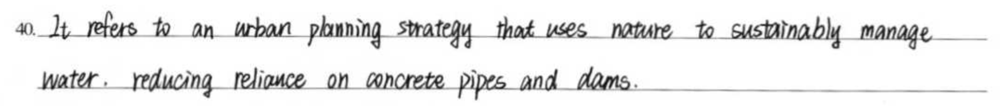 40. It refers to an urban planning strategy that uses nature to sustainably manage
water. reducing reliance on concrete pipes and dams.